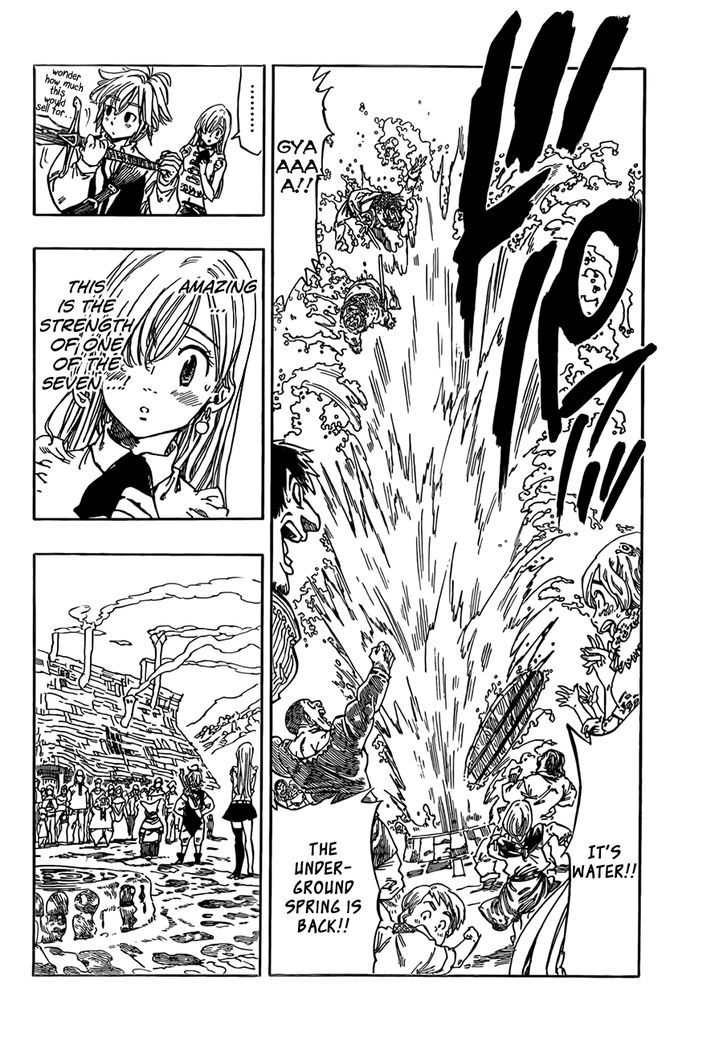 GYA
AAAA
A!!
IT'S
WATER!!
THE
UNDER-
GROUND
SPRING IS
BACK!!
.........
wonder
how much
this
would
sell for...
AMAZING
...
THIS
IS THE
STRENGTH
OF ONE
OF THE
SEVEN...